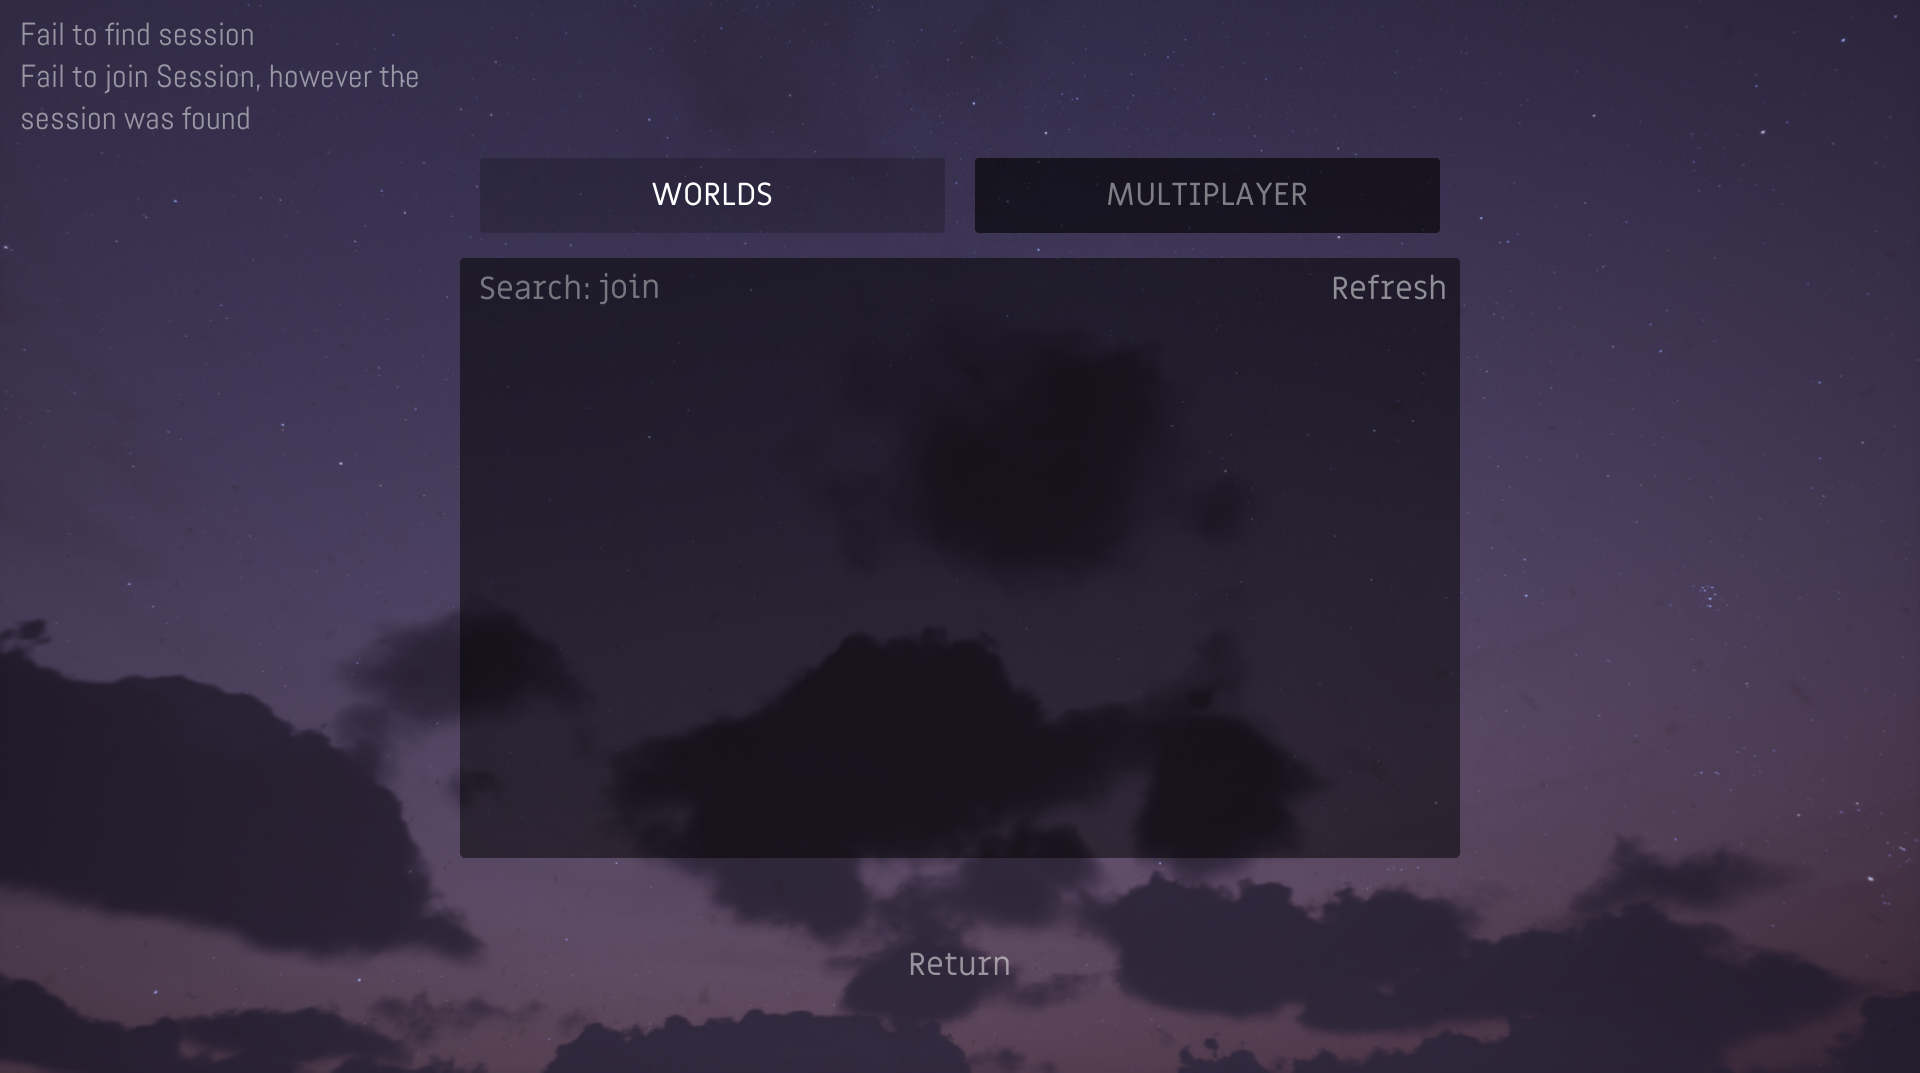 Fail to find session
Fail to join Session, however the
session was found
WORLDS
MULTIPLAYER
Search: join
Refresh
Return